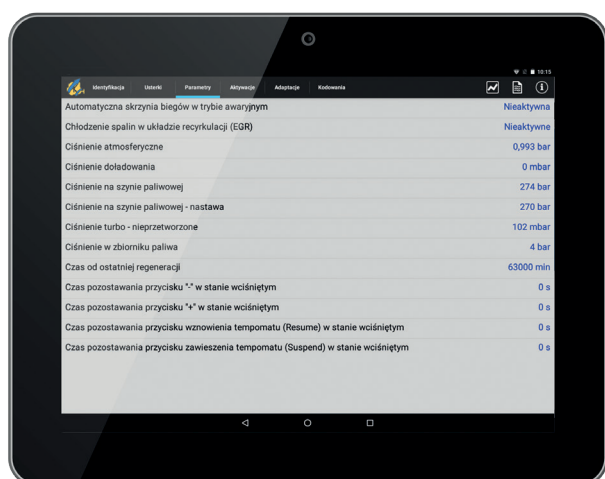 10:15
Identyfikacja Usterki Parametry Aktywacje Adaptacje Kodowania
Automatyczna skrzynia biegów w trybie awaryjnym Nieaktywna
Chłodzenie spalin w układzie recyrkulacji (EGR) Nieaktywne
Ciśnienie atmosferyczne 0,993 bar
Ciśnienie doładowania 0 mbar
Ciśnienie na szynie paliwowej 274 bar
Ciśnienie na szynie paliwowej - nastawa 270 bar
Ciśnienie turbo - nieprzetworzone 102 mbar
Ciśnienie w zbiorniku paliwa 4 bar
Czas od ostatniej regeneracji 63000 min
Czas pozostawania przycisku "-" w stanie wciśniętym 0 s
Czas pozostawania przycisku "+" w stanie wciśniętym 0 s
Czas pozostawania przycisku wznowienia tempomatu (Resume) w stanie wciśniętym 0 s
Czas pozostawania przycisku zawieszenia tempomatu (Suspend) w stanie wciśniętym 0 s